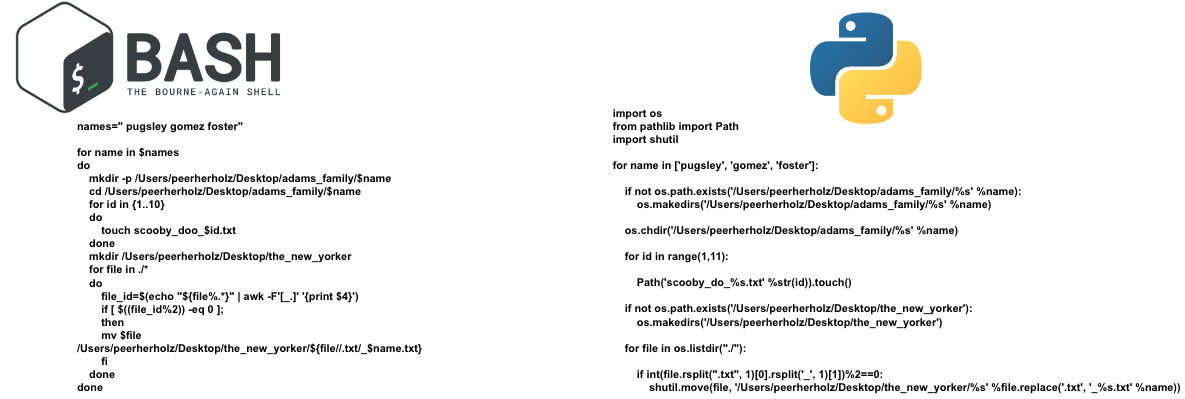 BASH
THE BOURNE-AGAIN SHELL
$_
names=" pugsley gomez foster"
for name in $names
do
mkdir -p /Users/peerherholz/Desktop/adams_family/$name
cd /Users/peerherholz/Desktop/adams_family/$name
for id in {1..10}
do
touch scooby_doo_$id.txt
done
mkdir /Users/peerherholz/Desktop/the_new_yorker
for file in ./*
do
file_id=$(echo "${file%.*}" | awk -F'[_.]' '{print $4}')
if [ $((file_id%2)) -eq 0 ];
then
mv $file
/Users/peerherholz/Desktop/the_new_yorker/${file//.txt/_$name.txt}
fi
done
done
import os
from pathlib import Path
import shutil
for name in ['pugsley', 'gomez', 'foster']:
if not os.path.exists('/Users/peerherholz/Desktop/adams_family/%s' %name):
os.makedirs('/Users/peerherholz/Desktop/adams_family/%s' %name)
os.chdir('/Users/peerherholz/Desktop/adams_family/%s' %name)
for id in range(1,11):
Path('scooby_do_%s.txt' %str(id)).touch()
if not os.path.exists('/Users/peerherholz/Desktop/the_new_yorker'):
os.makedirs('/Users/peerherholz/Desktop/the_new_yorker')
for file in os.listdir("./"):
if int(file.rsplit(".txt", 1)[0].rsplit('_', 1)[1])%2==0:
shutil.move(file, '/Users/peerherholz/Desktop/the_new_yorker/%s' %file.replace('.txt', '_%s.txt' %name))